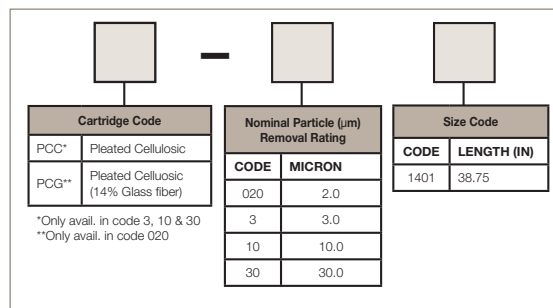 Cartridge Code
PCC* Pleated Cellulosic
PCG** Pleated Celluosic
(14% Glass fiber)
*Only avail. in code 3, 10 & 30
**Only avail. in code 020
Nominal Particle (µm)
Removal Rating
CODE MICRON
020 2.0
3 3.0
10 10.0
30 30.0
Size Code
CODE LENGTH (IN)
1401 38.75